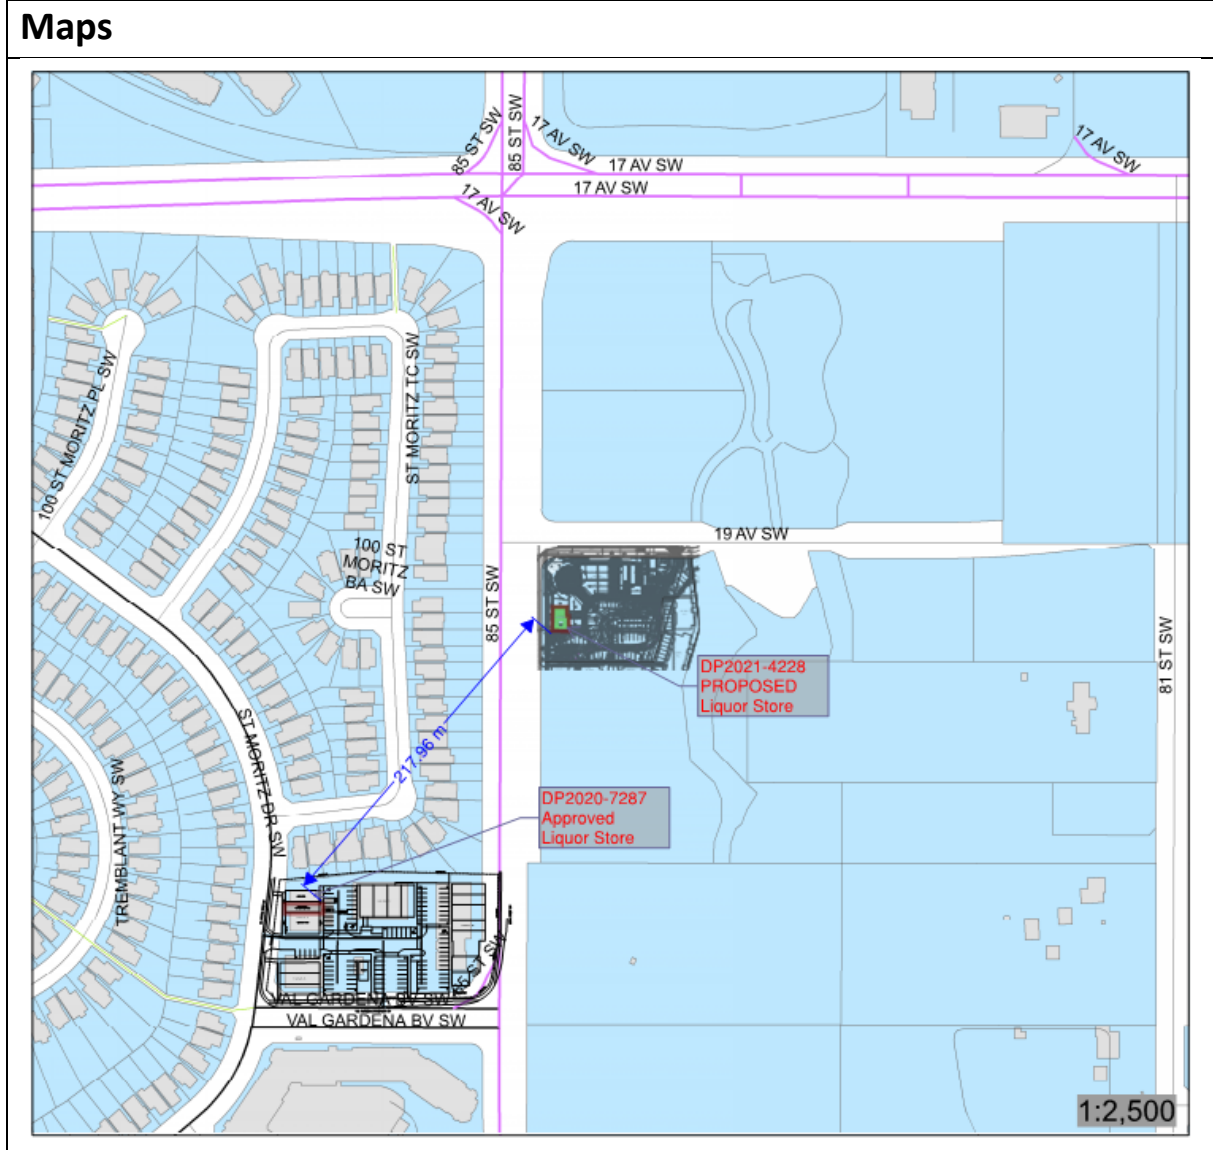 Maps
85 ST SW
85 ST SW
17 AV SW
17 AV SW
17 AV SW
17 AV SW
17 AV SW
100 ST MORITZ PL SW
ST MORITZ TC SW
100 ST
MORITZ
BA SW
19 AV SW
85 ST SW
81 ST SW
DP2021-4228
PROPOSED
Liquor Store
217.96 m
ST MORITZ DR SW
TREMBLANT WY SW
DP2020-7287
Approved
Liquor Store
85 ST SW
VAL GARDENA BV SW
VAL GARDENA BV SW
1:2,500